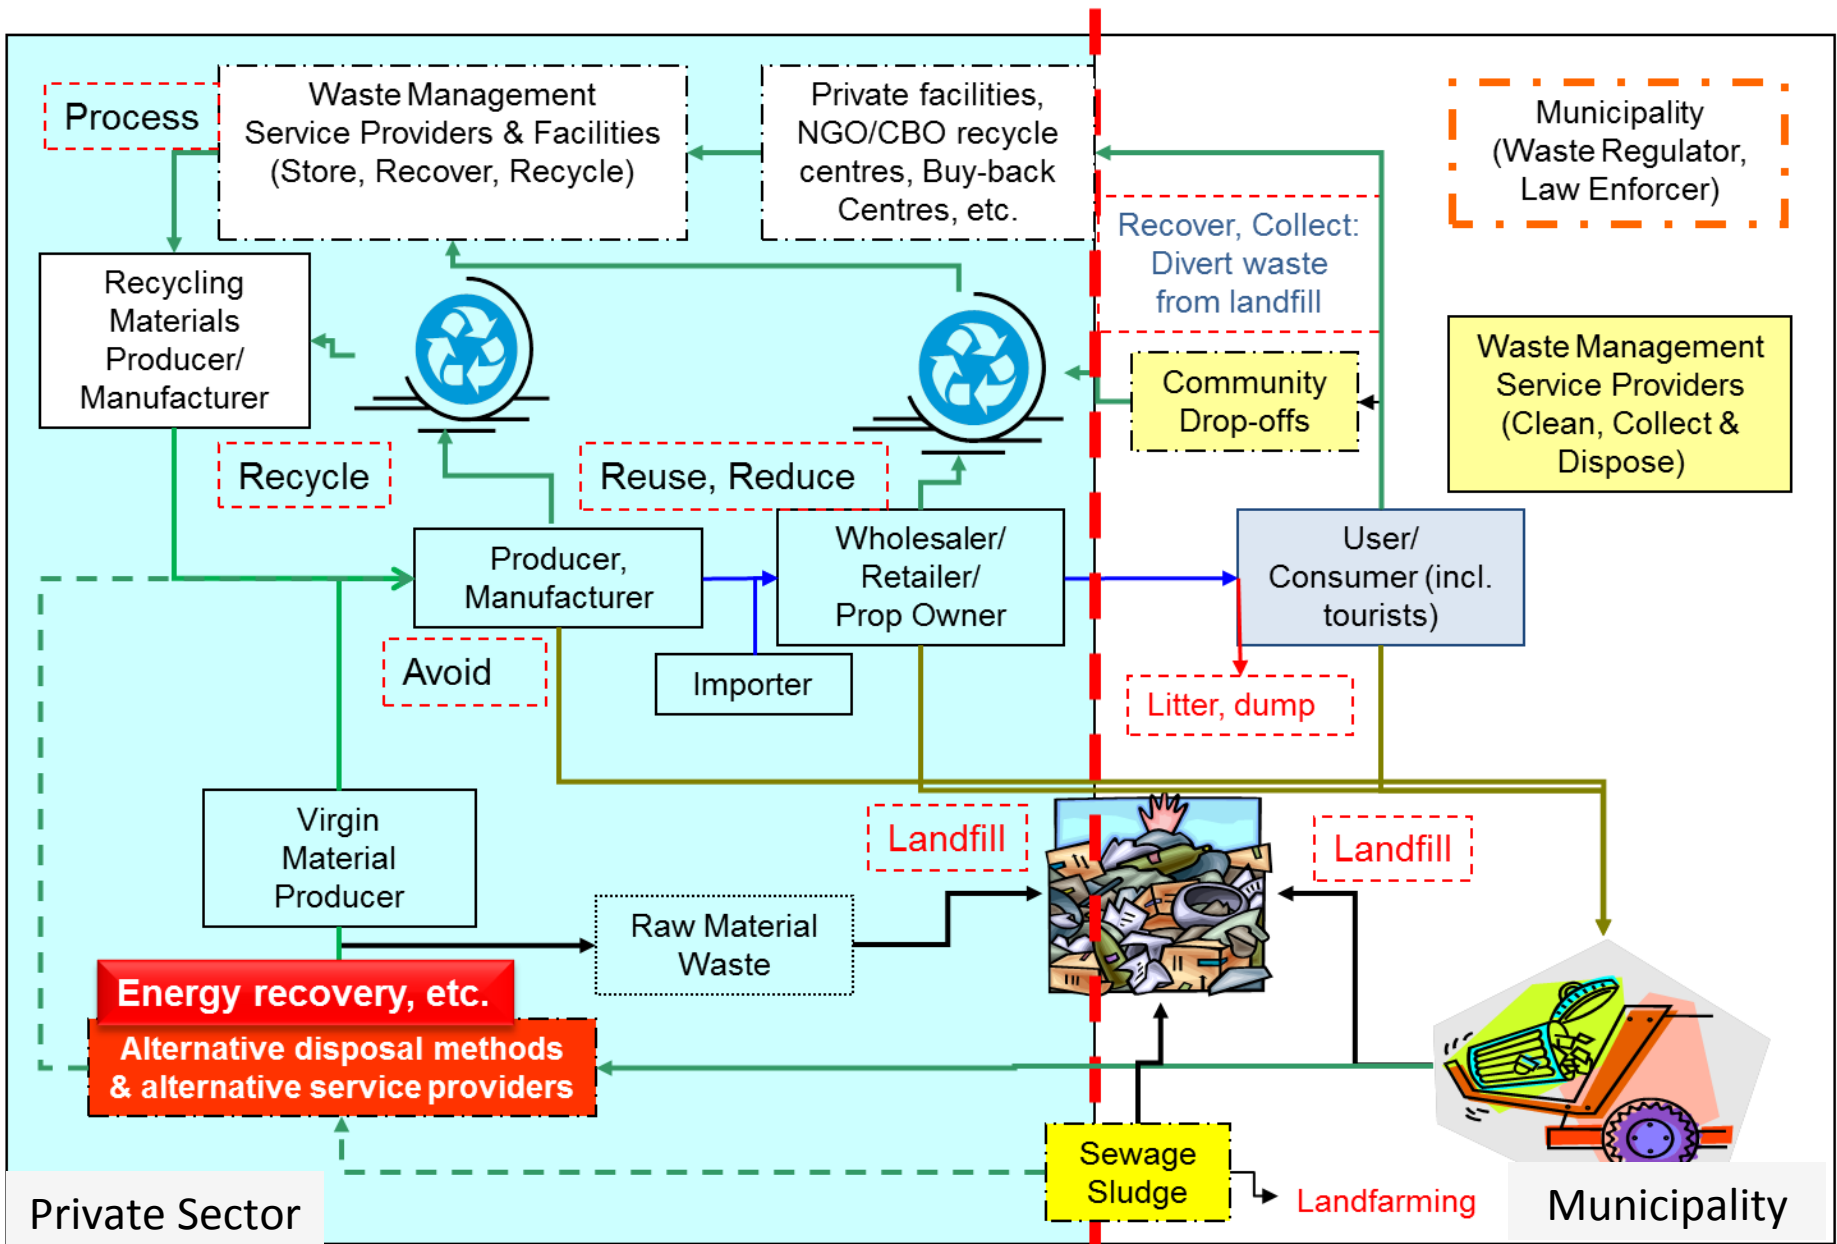 Process
Waste Management
Service Providers & Facilities
(Store, Recover, Recycle)
Private facilities,
NGO/CBO recycle
centres, Buy-back
Centres, etc.
Municipality
(Waste Regulator,
Law Enforcer)
Recover, Collect:
Divert waste
from landfill
Recycling
Materials
Producer/
Manufacturer
Community
Drop-offs
Waste Management
Service Providers
(Clean, Collect &
Dispose)
Recycle
Reuse, Reduce
Producer,
Manufacturer
Wholesaler/
Retailer/
Prop Owner
User/
Consumer (incl.
tourists)
Avoid
Importer
Litter, dump
Virgin
Material
Producer
Landfill
Landfill
Raw Material
Waste
Energy recovery, etc.
Alternative disposal methods
& alternative service providers
Sewage
Sludge
Landfarming
Private Sector
Municipality